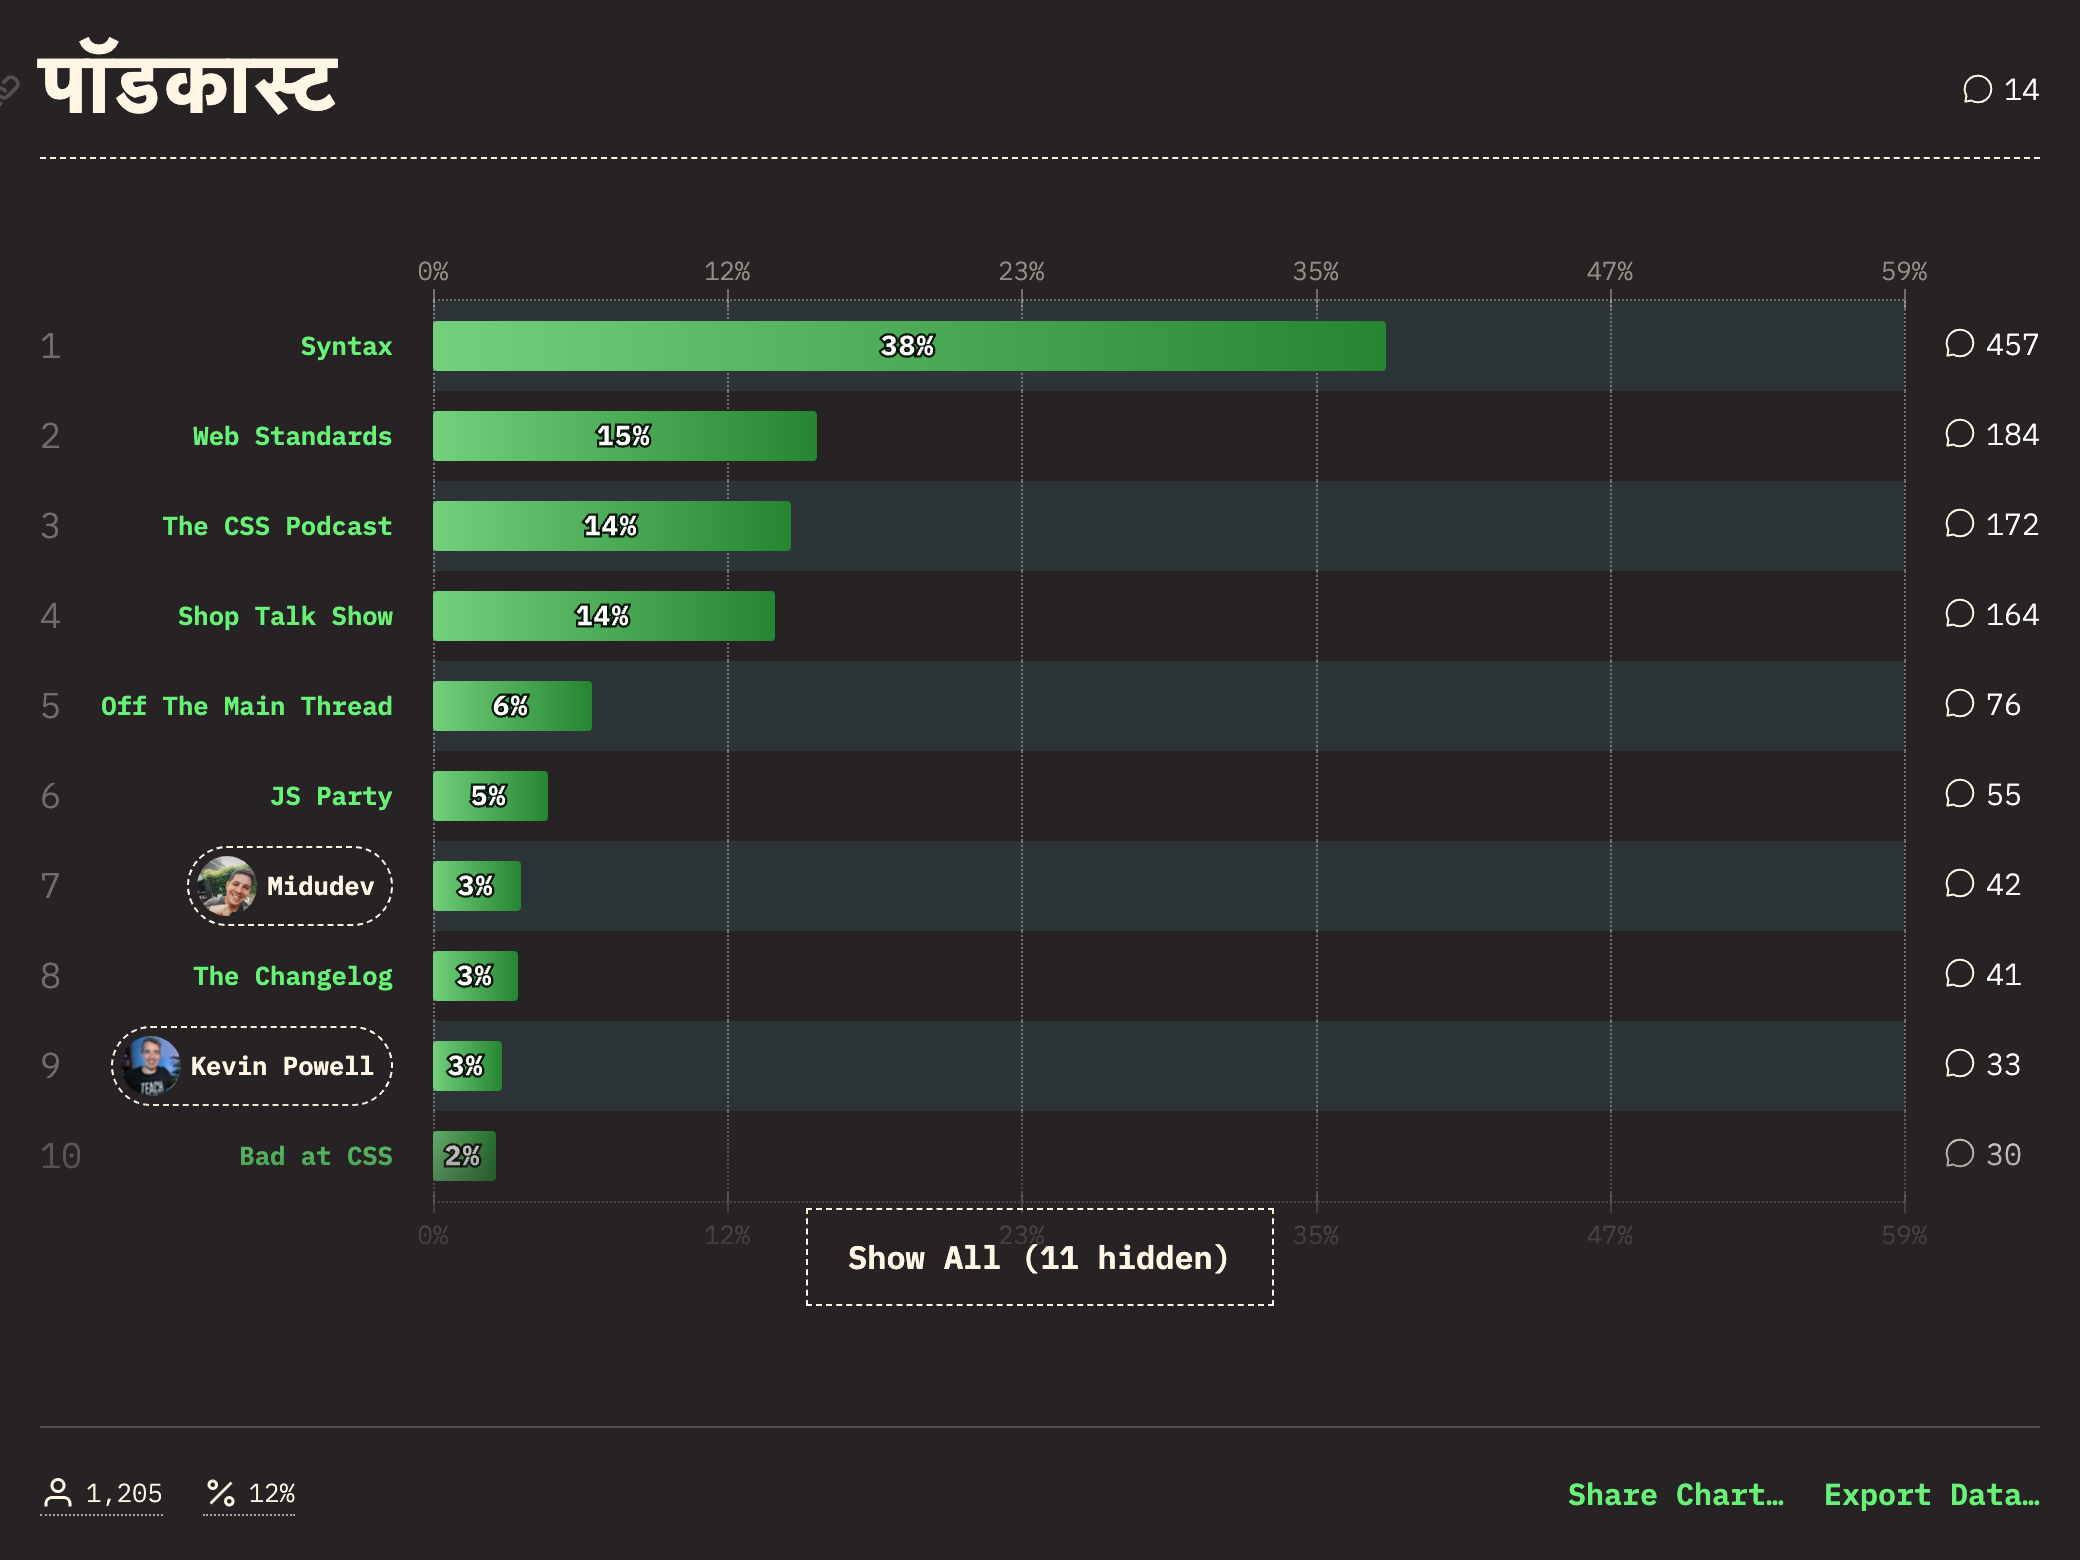 पॉडकास्ट
14
0% 12% 23% 35% 47% 59%
1 Syntax 38% 457
2 Web Standards 15% 184
3 The CSS Podcast 14% 172
4 Shop Talk Show 14% 164
5 Off The Main Thread 6% 76
6 JS Party 5% 55
7 Midudev 3% 42
8 The Changelog 3% 41
9 TEACH Kevin Powell 3% 33
10 Bad at CSS 2% 30
0% 12% 23% 35% 47% 59%
Show All (11 hidden)
1,205 12% Share Chart… Export Data…